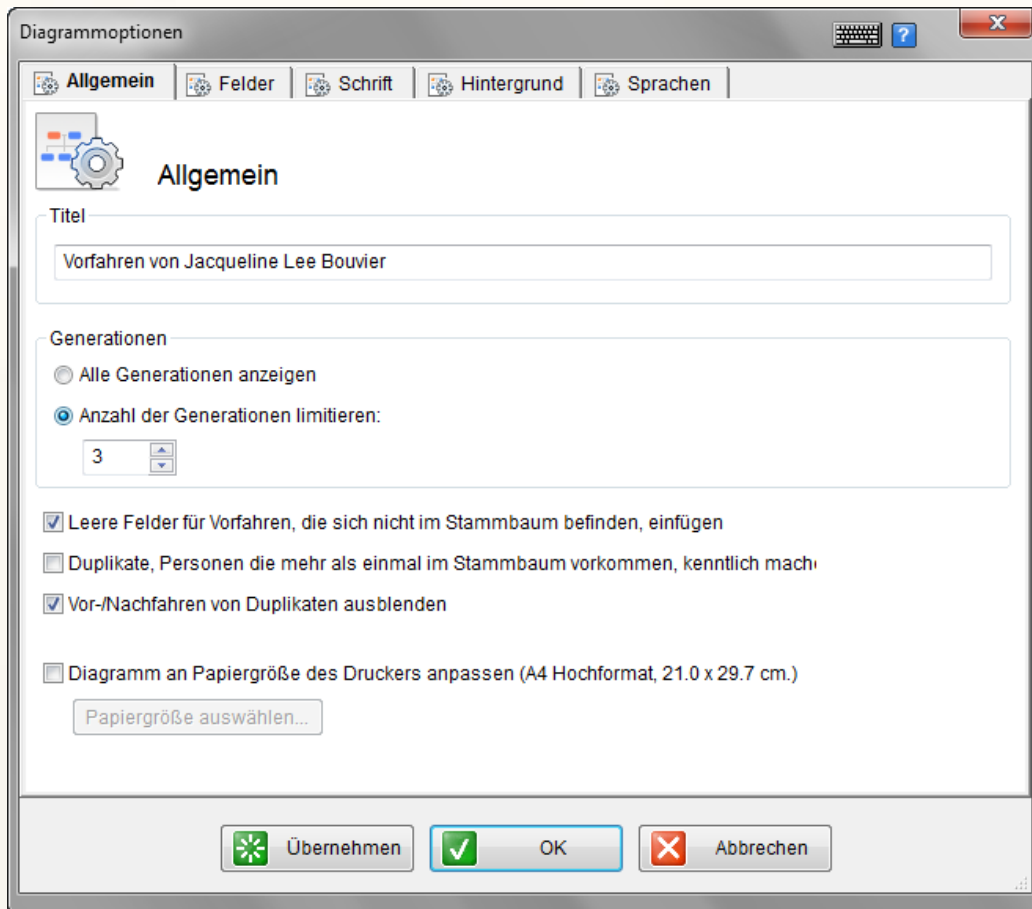 Diagrammoptionen
?
x
Allgemein
Felder
Schrift
Hintergrund
Sprachen
Allgemein
Titel
Vorfahren von Jacqueline Lee Bouvier
Generationen
Alle Generationen anzeigen
Anzahl der Generationen limitieren:
3
Leere Felder für Vorfahren, die sich nicht im Stammbaum befinden, einfügen
Duplikate, Personen die mehr als einmal im Stammbaum vorkommen, kenntlich mach
Vor-/Nachfahren von Duplikaten ausblenden
Diagramm an Papiergröße des Druckers anpassen (A4 Hochformat, 21.0 x 29.7 cm.)
Papiergröße auswählen...
Übernehmen
OK
Abbrechen